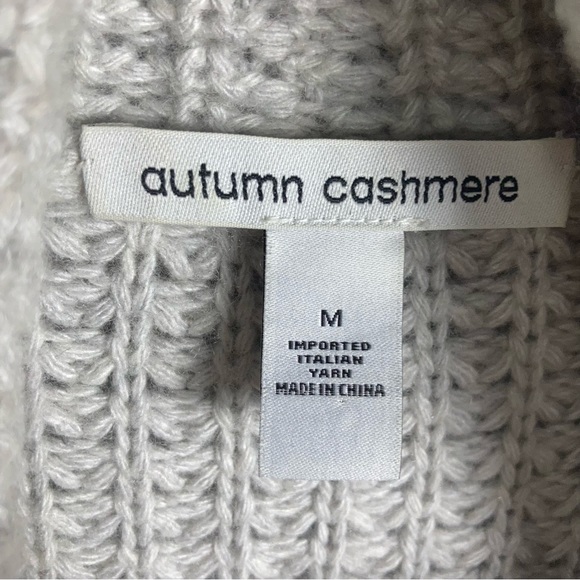 autumn cashmere
M
IMPORTED
ITALIAN
YARN
MADE IN CHINA